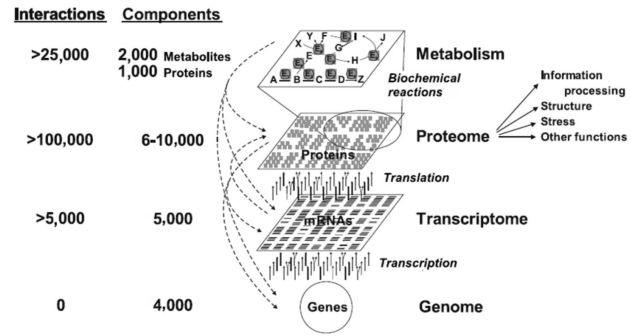 Interactions Components
>25,000 2,000 Metabolites
1,000 Proteins
Metabolism
Y F E I J
X G
E E E
E H
E E E E
A B C D Z
Biochemical
reactions
Information
processing
Structure
Stress
Other functions
>100,000 6-10,000 Proteome
Proteins
Translation
>5,000 5,000 Transcriptome
mRNAs
Transcription
0 4,000 Genome
Genes